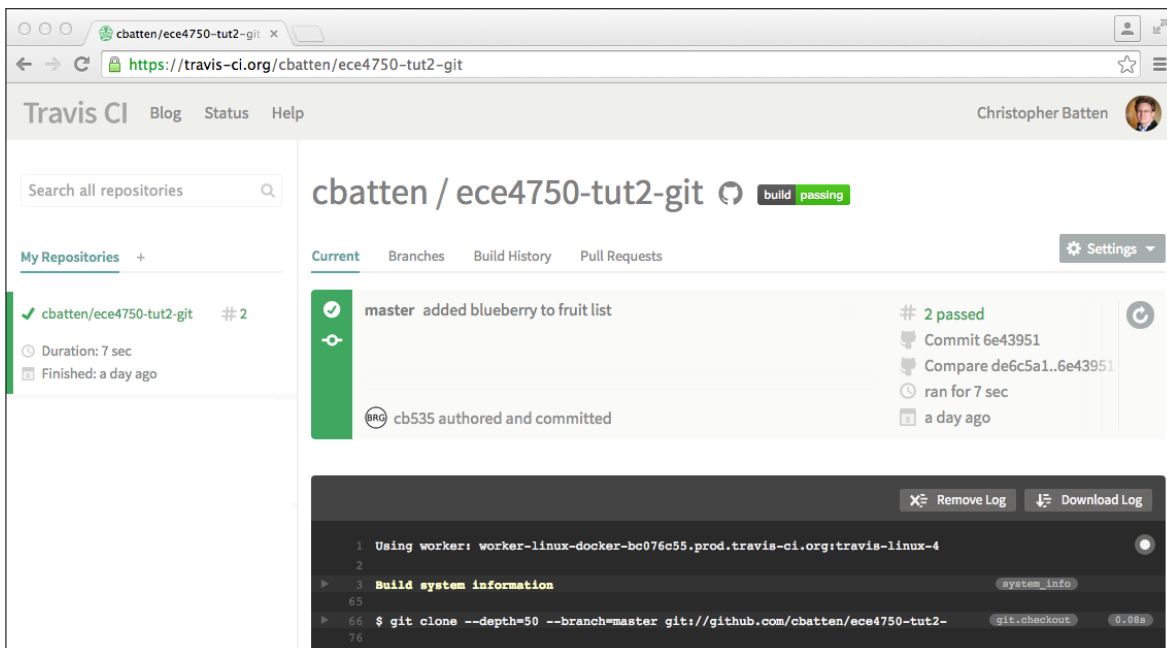 cbatten/ece4750-tut2-git ×
https://travis-ci.org/cbatten/ece4750-tut2-git
Travis CI Blog Status Help Christopher Batten
Search all repositories
My Repositories +
cbatten/ece4750-tut2-git # 2
Duration: 7 sec
Finished: a day ago
cbatten / ece4750-tut2-git build passing
Current Branches Build History Pull Requests Settings
master added blueberry to fruit list
# 2 passed
Commit 6e43951
Compare de6c5a1..6e43951
ran for 7 sec
BRG cb535 authored and committed
a day ago
Remove Log Download Log
1 Using worker: worker-linux-docker-bc076c55.prod.travis-ci.org:travis-linux-4
2
3 Build system information system_info
65
66 $ git clone --depth=50 --branch=master git://github.com/cbatten/ece4750-tut2- git.checkout 0.08s
76